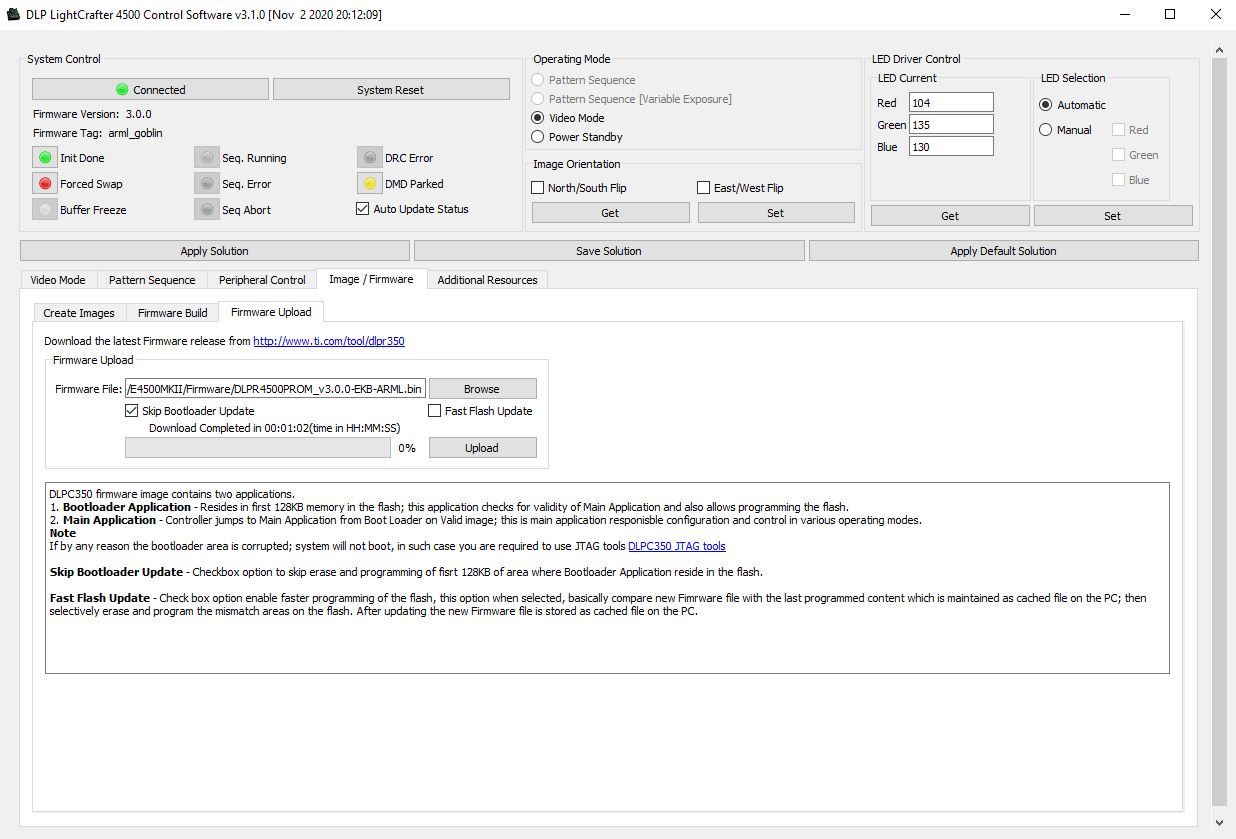 DLP LightCrafter 4500 Control Software v3.1.0 [Nov  2 2020 20:12:09]
System Control
Connected
System Reset
Firmware Version: 3.0.0
Firmware Tag: arml_goblin
Init Done
Seq. Running
DRC Error
Forced Swap
Seq. Error
DMD Parked
Buffer Freeze
Seq Abort
Auto Update Status
Operating Mode
Pattern Sequence
Pattern Sequence [Variable Exposure]
Video Mode
Power Standby
Image Orientation
North/South Flip
East/West Flip
Get
Set
LED Driver Control
LED Current
Red 104
Green 135
Blue 130
LED Selection
Automatic
Manual
Red
Green
Blue
Get
Set
Apply Solution
Save Solution
Apply Default Solution
Video Mode
Pattern Sequence
Peripheral Control
Image / Firmware
Additional Resources
Create Images
Firmware Build
Firmware Upload
Download the latest Firmware release from http://www.ti.com/tool/dlpr350
Firmware Upload
Firmware File: /E4500MKII/Firmware/DLPR4500PROM_v3.0.0-EKB-ARML.bin
Browse
Skip Bootloader Update
Fast Flash Update
Download Completed in 00:01:02(time in HH:MM:SS)
0%
Upload
DLPC350 firmware image contains two applications.
1. Bootloader Application - Resides in first 128KB memory in the flash; this application checks for validity of Main Application and also allows programming the flash.
2. Main Application - Controller jumps to Main Application from Boot Loader on Valid image; this is main application responisble configuration and control in various operating modes.
Note
If by any reason the bootloader area is corrupted; system will not boot, in such case you are required to use JTAG tools DLPC350 JTAG tools
Skip Bootloader Update - Checkbox option to skip erase and programming of fisrt 128KB of area where Bootloader Application reside in the flash.
Fast Flash Update - Check box option enable faster programming of the flash, this option when selected, basically compare new Fimrware file with the last programmed content which is maintained as cached file on the PC; then
selectively erase and program the mismatch areas on the flash. After updating the new Firmware file is stored as cached file on the PC.